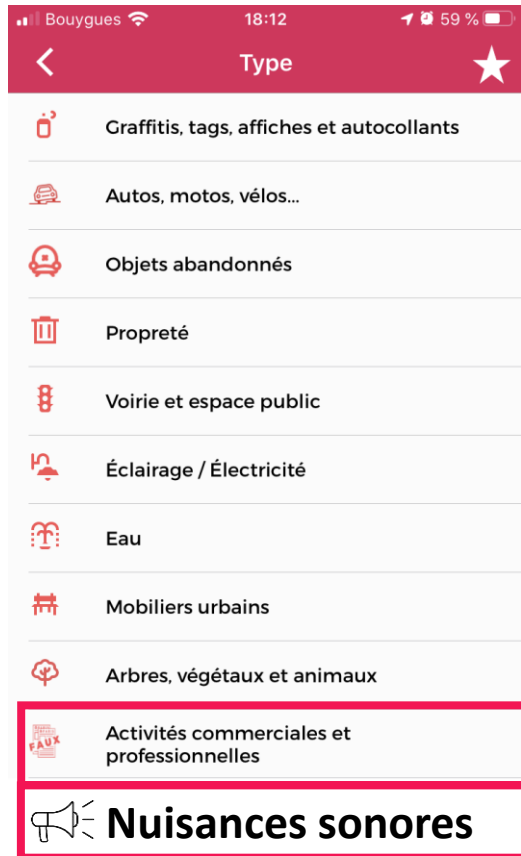 Bouygues 18:12 59 %
Type
Graffitis, tags, affiches et autocollants
Autos, motos, vélos...
Objets abandonnés
Propreté
Voirie et espace public
Éclairage / Électricité
Eau
Mobiliers urbains
Arbres, végétaux et animaux
FAUX
Activités commerciales et
professionnelles
Nuisances sonores